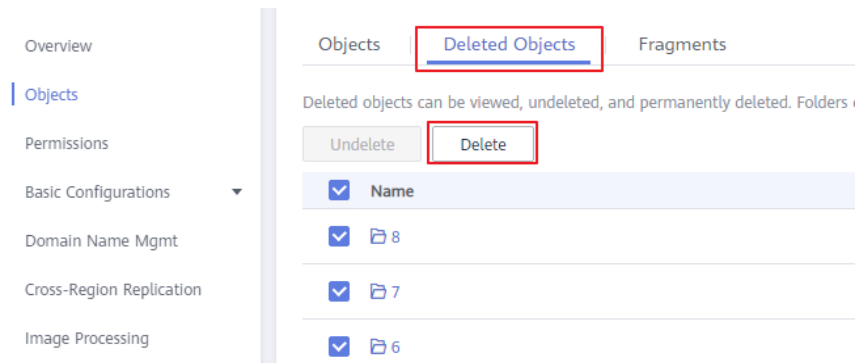 Overview
Objects
Permissions
Basic Configurations
Domain Name Mgmt
Cross-Region Replication
Image Processing
Objects Deleted Objects Fragments
Deleted objects can be viewed, undeleted, and permanently deleted. Folders
Undelete Delete
Name
8
7
6